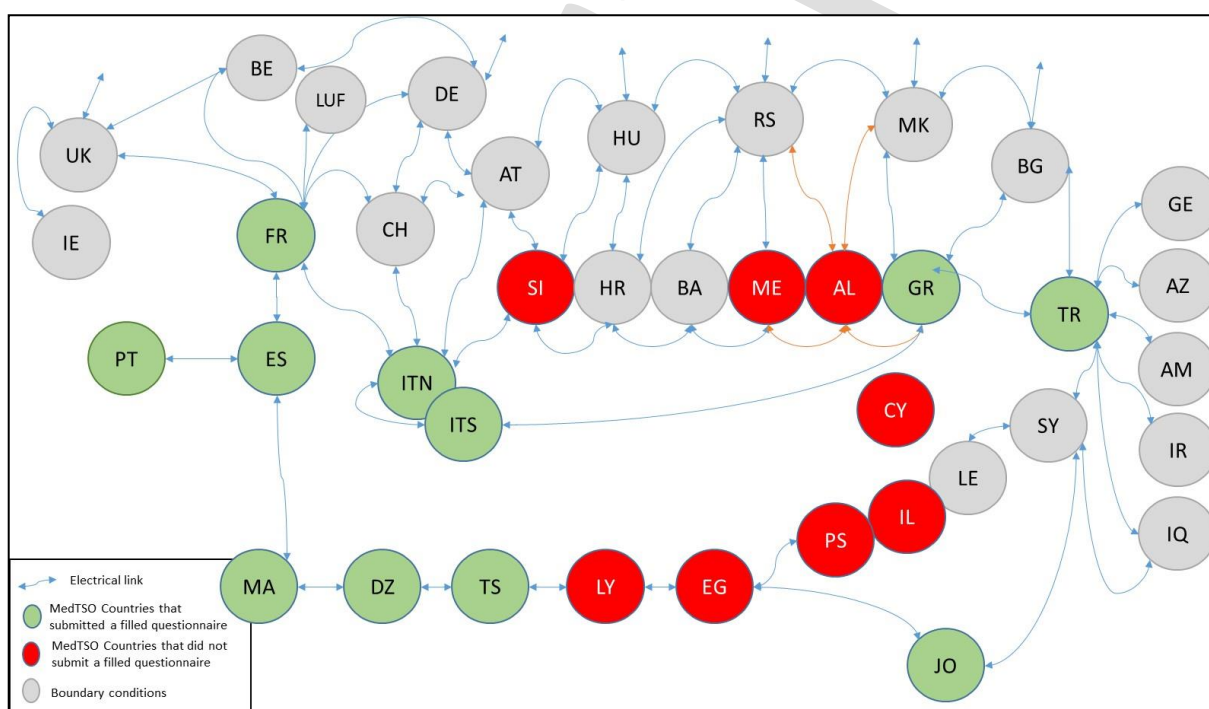 BE
LUF
DE
UK
HU
RS
MK
AT
BG
IE
FR
CH
GE
SI
HR
BA
ME
AL
GR
AZ
TR
PT
ES
ITN
ITS
AM
CY
SY
IR
LE
IL
PS
IQ
MA
DZ
TS
LY
EG
JO
Electrical link
MedTSO Countries that
submitted a filled questionnaire
MedTSO Countries that did not
submit a filled questionnaire
Boundary conditions